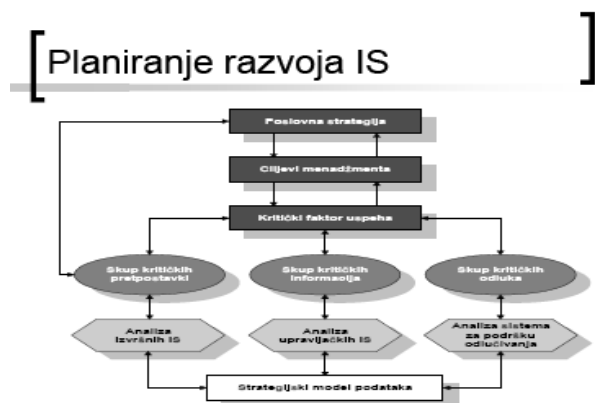 Planiranje razvoja IS
Poslovna strategija
Ciljevi menadžmenta
Kritički faktor uspeha
Skup kritičkih
pretpostavki
Skup kritičkih
informacija
Skup kritičkih
odluka
Analiza
izvršnih IS
Analiza
upravljačkih IS
Analiza sistema
za podršku
odlučivanja
Strategijski model podataka